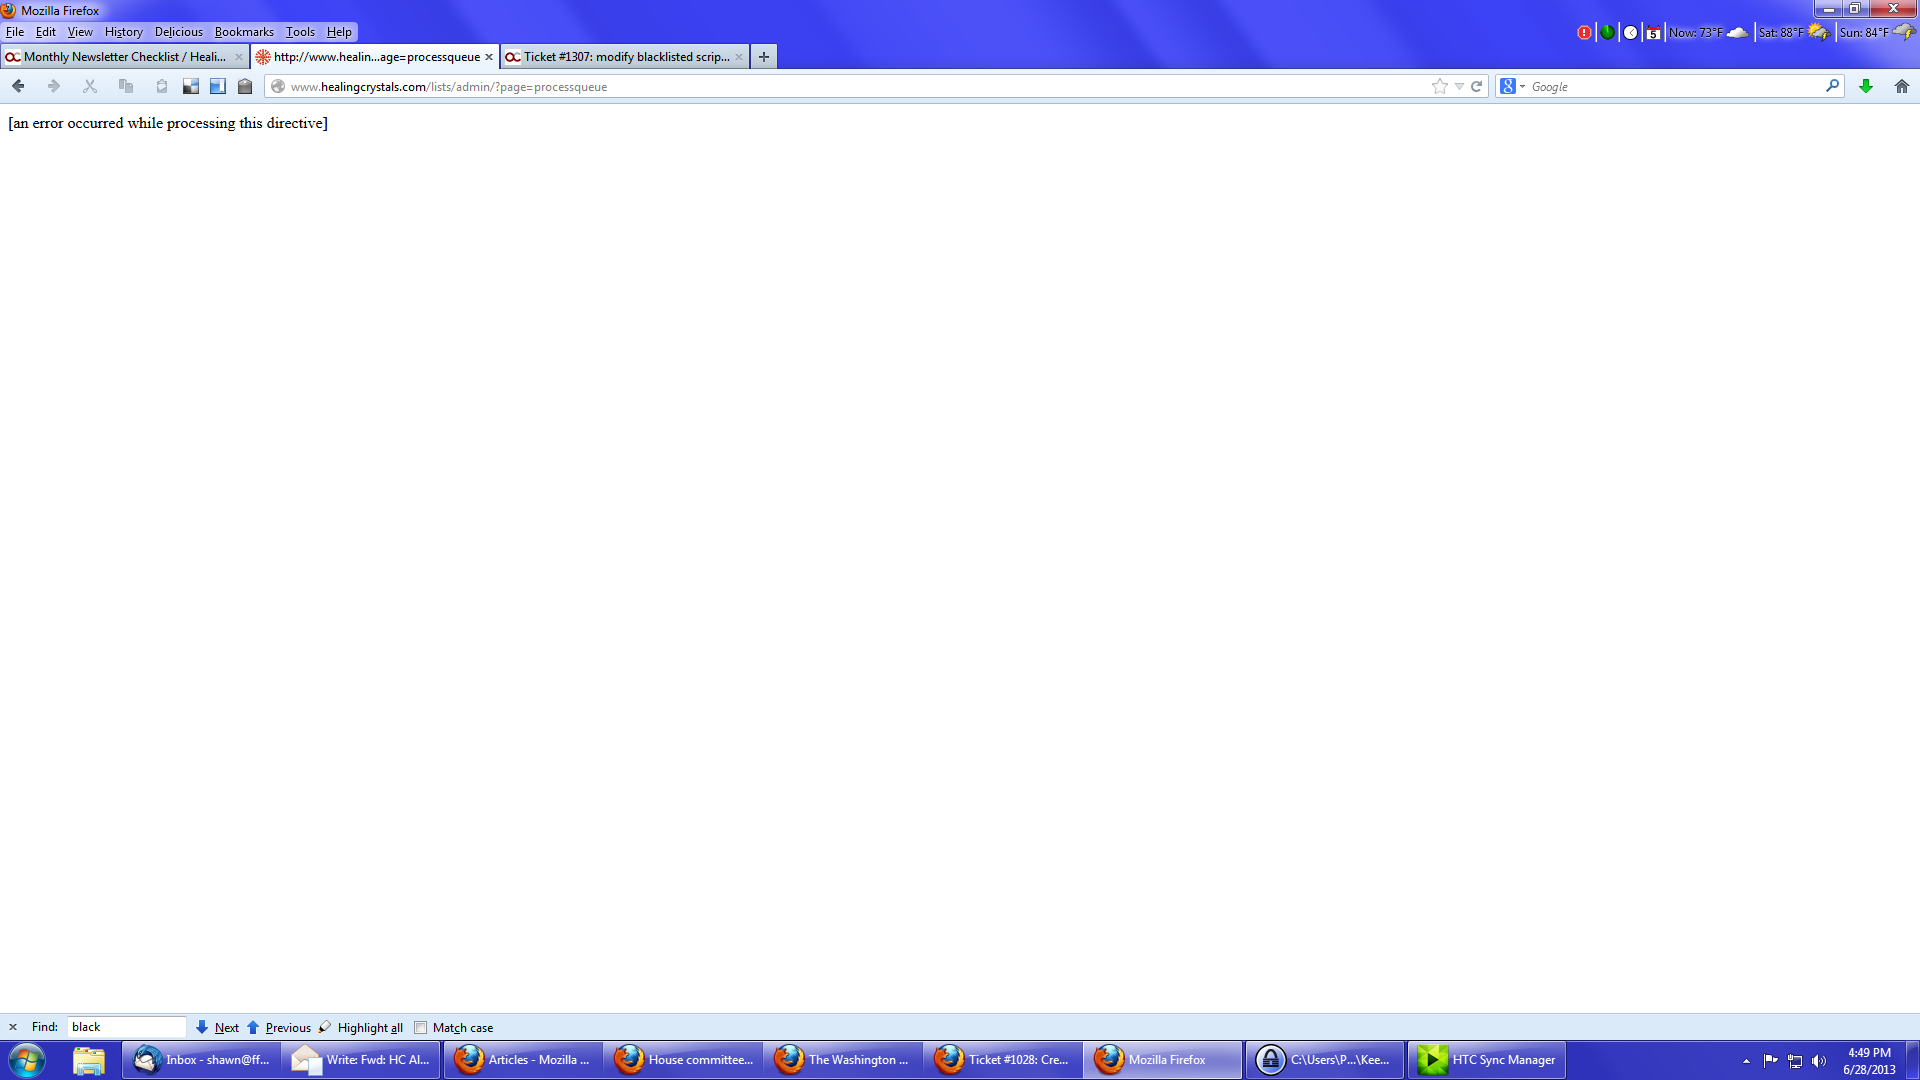 Mozilla Firefox
File Edit View History Delicious Bookmarks Tools Help
Now: 73°F Sat: 88°F Sun: 84°F
Monthly Newsletter Checklist / Heali... http://www.healin...age=processqueue Ticket #1307: modify blacklisted scrip...
www.healingcrystals.com/lists/admin/?page=processqueue
Google
[an error occurred while processing this directive]
Find: black Next Previous Highlight all Match case
Inbox - shawn@ff... Write: Fwd: HC Al... Articles - Mozilla ... House committee... The Washington ... Ticket #1028: Cre... Mozilla Firefox C:\Users\P...\Kee... HTC Sync Manager
4:49 PM
6/28/2013